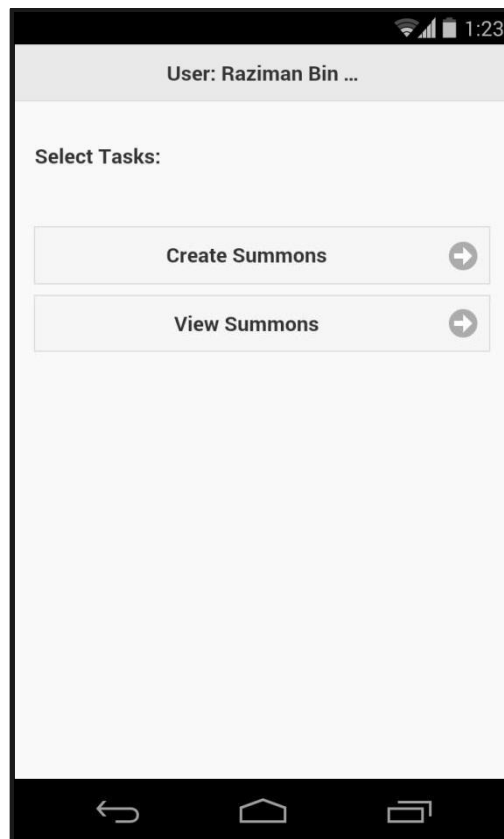 1:23
User: Raziman Bin ...
Select Tasks:
Create Summons
View Summons